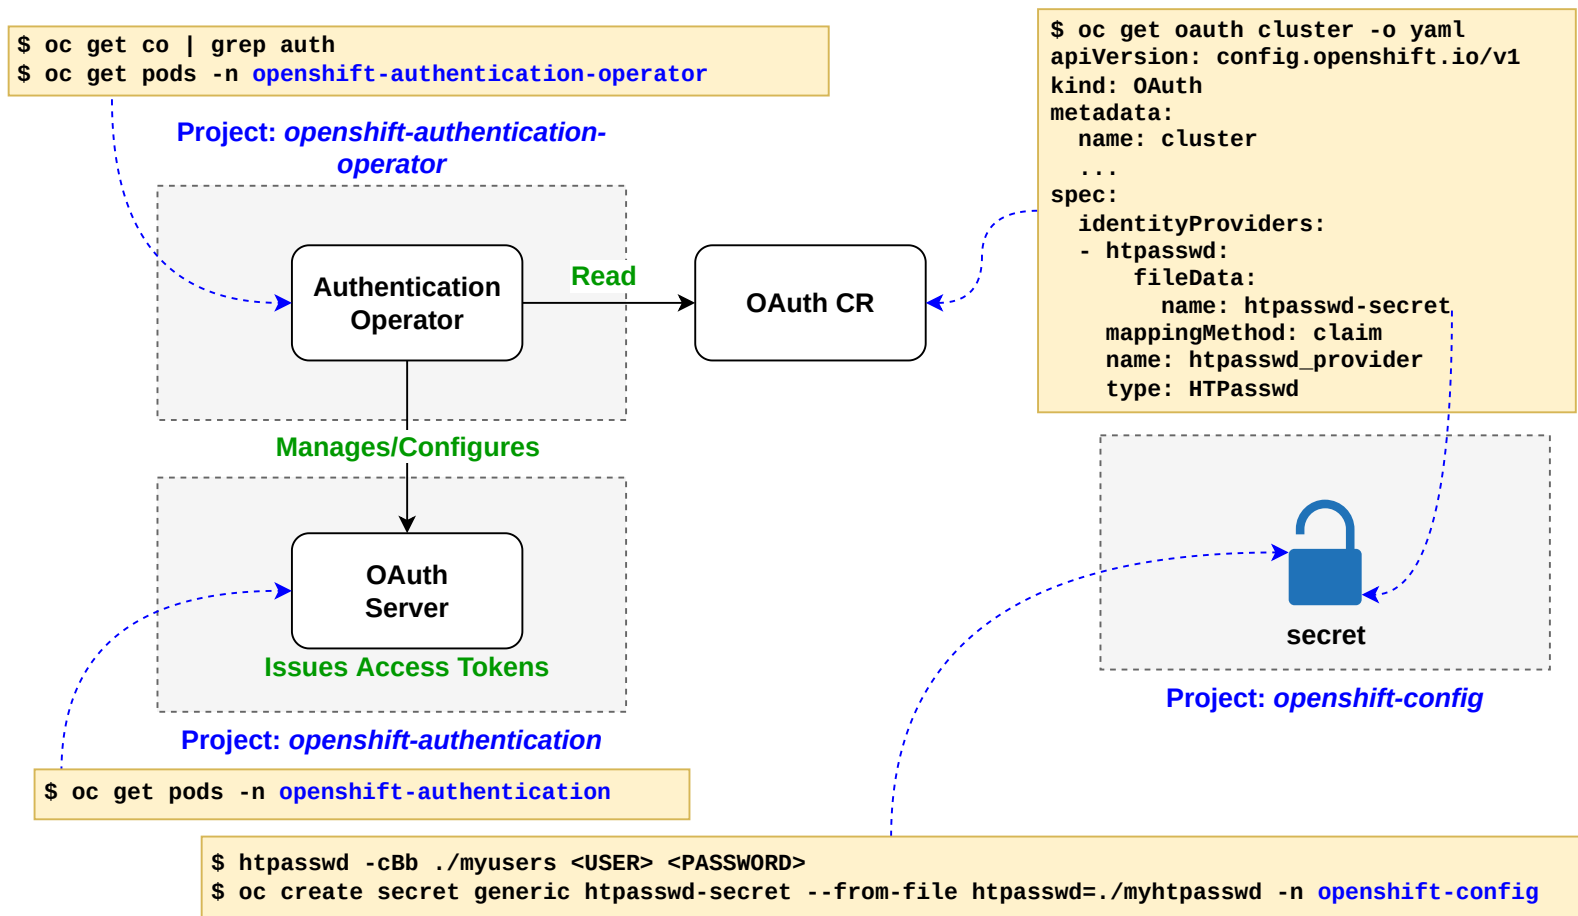 $ oc get co | grep auth
$ oc get pods -n openshift-authentication-operator
Project: openshift-authentication-
operator
Authentication
Operator
Read
OAuth CR
$ oc get oauth cluster -o yaml
apiVersion: config.openshift.io/v1
kind: OAuth
metadata:
  name: cluster
  ...
spec:
  identityProviders:
  - htpasswd:
      fileData:
        name: htpasswd-secret
    mappingMethod: claim
    name: htpasswd_provider
    type: HTPasswd
Manages/Configures
OAuth
Server
Issues Access Tokens
Project: openshift-authentication
$ oc get pods -n openshift-authentication
secret
Project: openshift-config
$ htpasswd -cBb ./myusers <USER> <PASSWORD>
$ oc create secret generic htpasswd-secret --from-file htpasswd=./myhtpasswd -n openshift-config